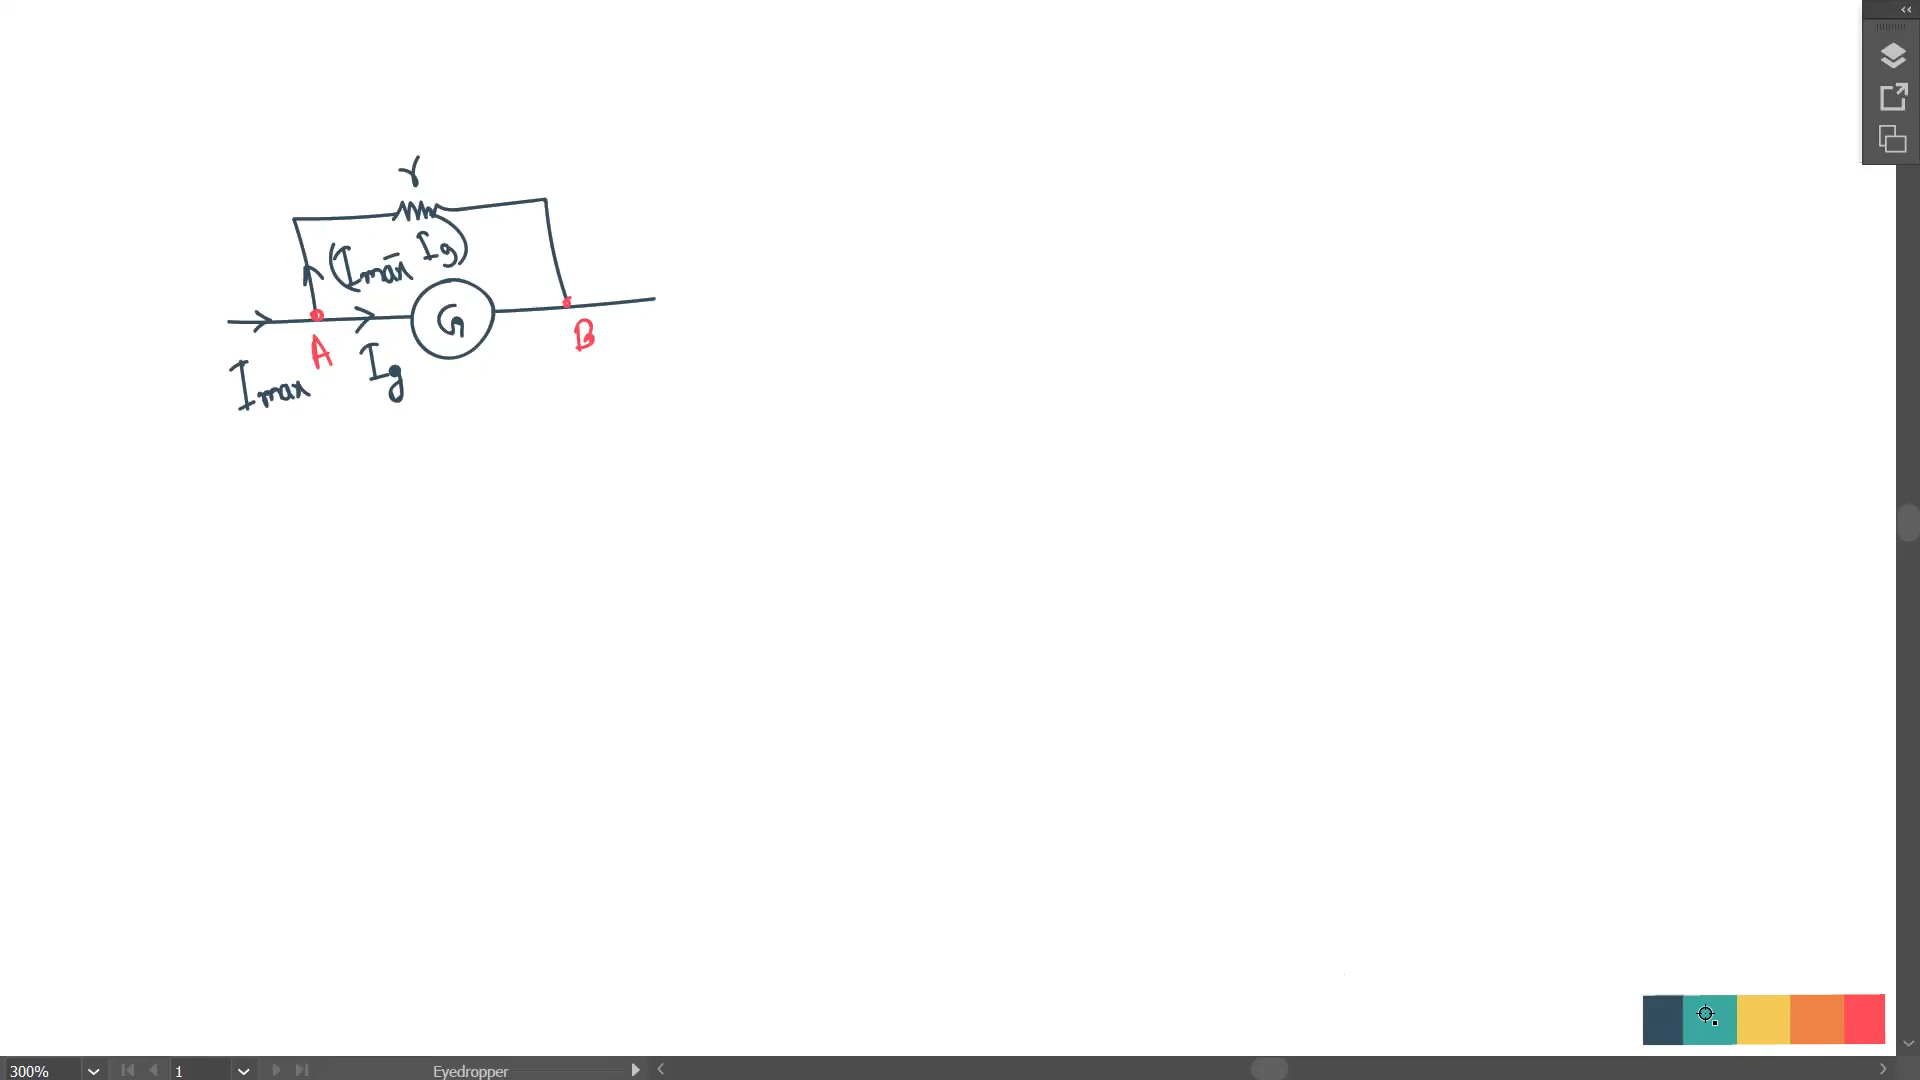 r
(Imax - Ig)
G
A
B
Imax
Ig
300%
1
Eyedropper